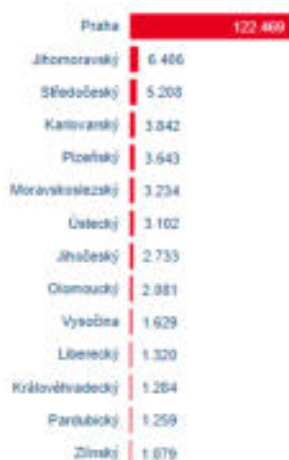 Praha 122.469
Jihomoravský 6.406
Středočeský 5.208
Karlovarský 3.842
Plzeňský 3.643
Moravskoslezský 3.234
Ústecký 3.102
Jihočeský 2.733
Olomoucký 2.081
Vysočina 1.629
Liberecký 1.320
Královéhradecký 1.284
Pardubický 1.259
Zlínský 1.079